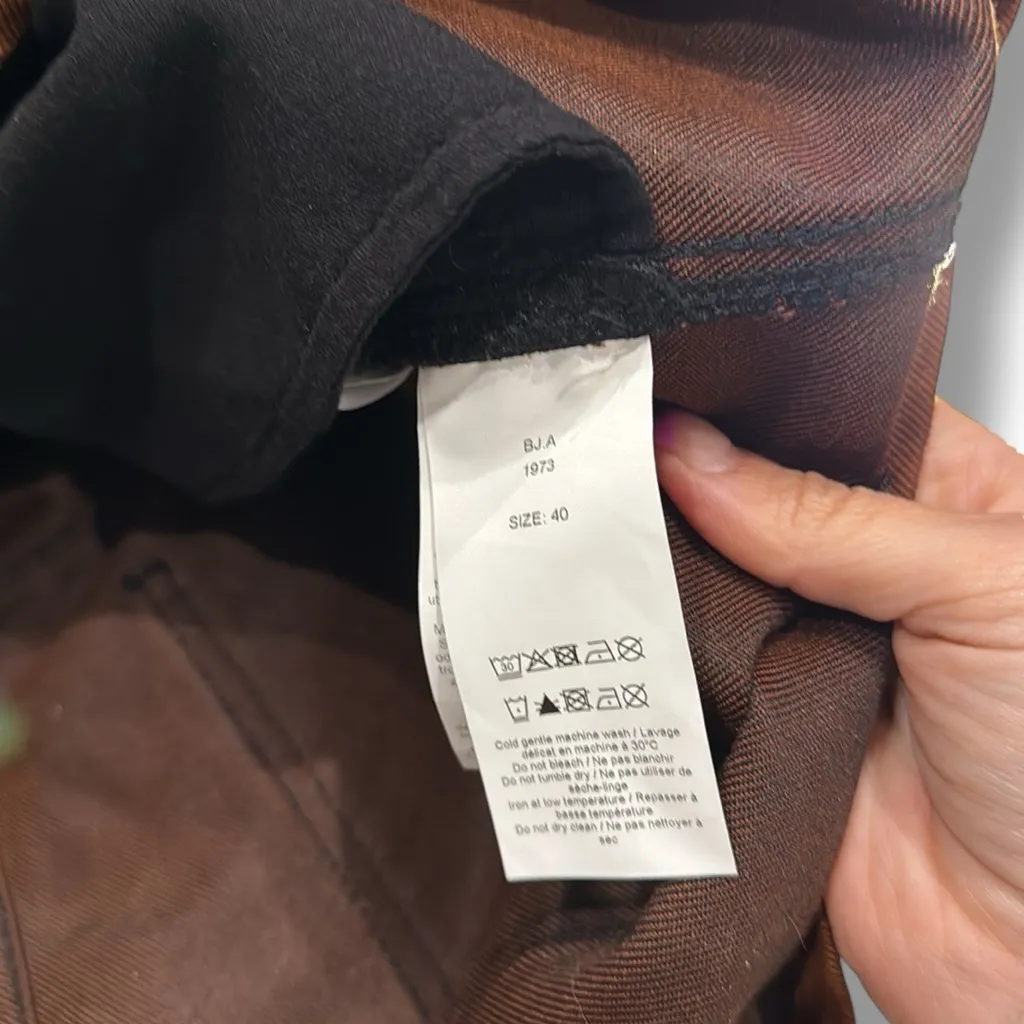 BJ.A
1973
SIZE: 40
30
Cold gentle machine wash / Lavage
délicat en machine à 30°C
Do not bleach / Ne pas blanchir
Do not tumble dry / Ne pas utiliser de
sèche-linge
Iron at low temperature / Repasser à
basse température
Do not dry clean / Ne pas nettoyer à
sec
ut